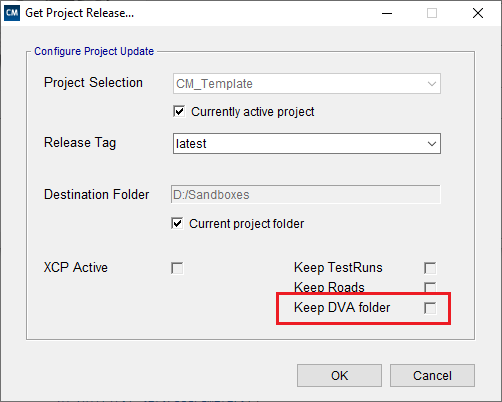 CM Get Project Release...
Configure Project Update
Project Selection CM_Template
Currently active project
Release Tag latest
Destination Folder D:/Sandboxes
Current project folder
XCP Active Keep TestRuns
Keep Roads
Keep DVA folder
OK Cancel